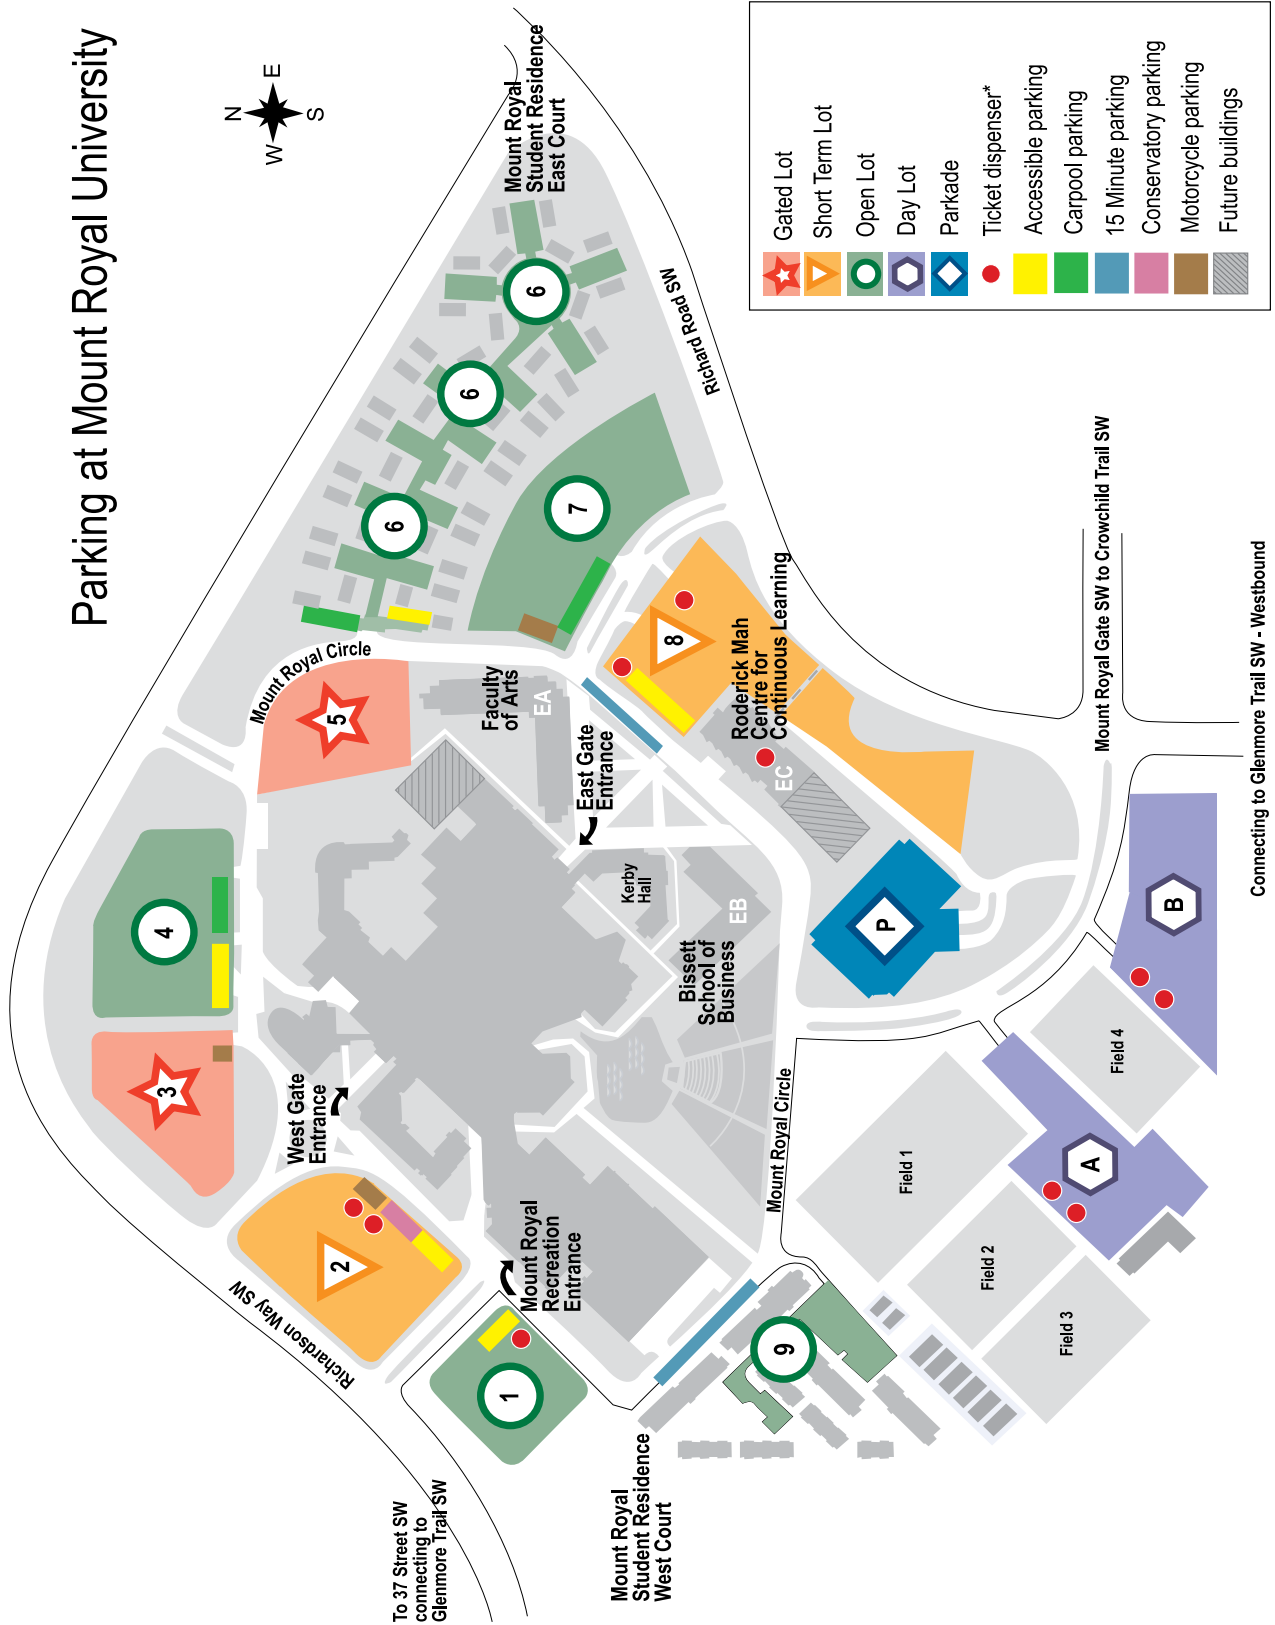 Parking at Mount Royal University
N
E
S
W
Mount Royal
Student Residence
East Court
6
6
6
7
Richard Road SW
Mount Royal Circle
5
4
3
2
1
Faculty
of Arts
EA
East Gate
Entrance
8
Roderick Mah
Centre for
Continuous Learning
EC
Kerby
Hall
EB
Bissett
School of
Business
P
West Gate
Entrance
Mount Royal
Recreation
Entrance
Richardson Way SW
Mount Royal Circle
Mount Royal Gate SW to Crowchild Trail SW
Connecting to Glenmore Trail SW - Westbound
B
A
Field 4
Field 1
Field 2
Field 3
9
Mount Royal
Student Residence
West Court
To 37 Street SW
connecting to
Glenmore Trail SW
Gated Lot
Short Term Lot
Open Lot
Day Lot
Parkade
Ticket dispenser*
Accessible parking
Carpool parking
15 Minute parking
Conservatory parking
Motorcycle parking
Future buildings